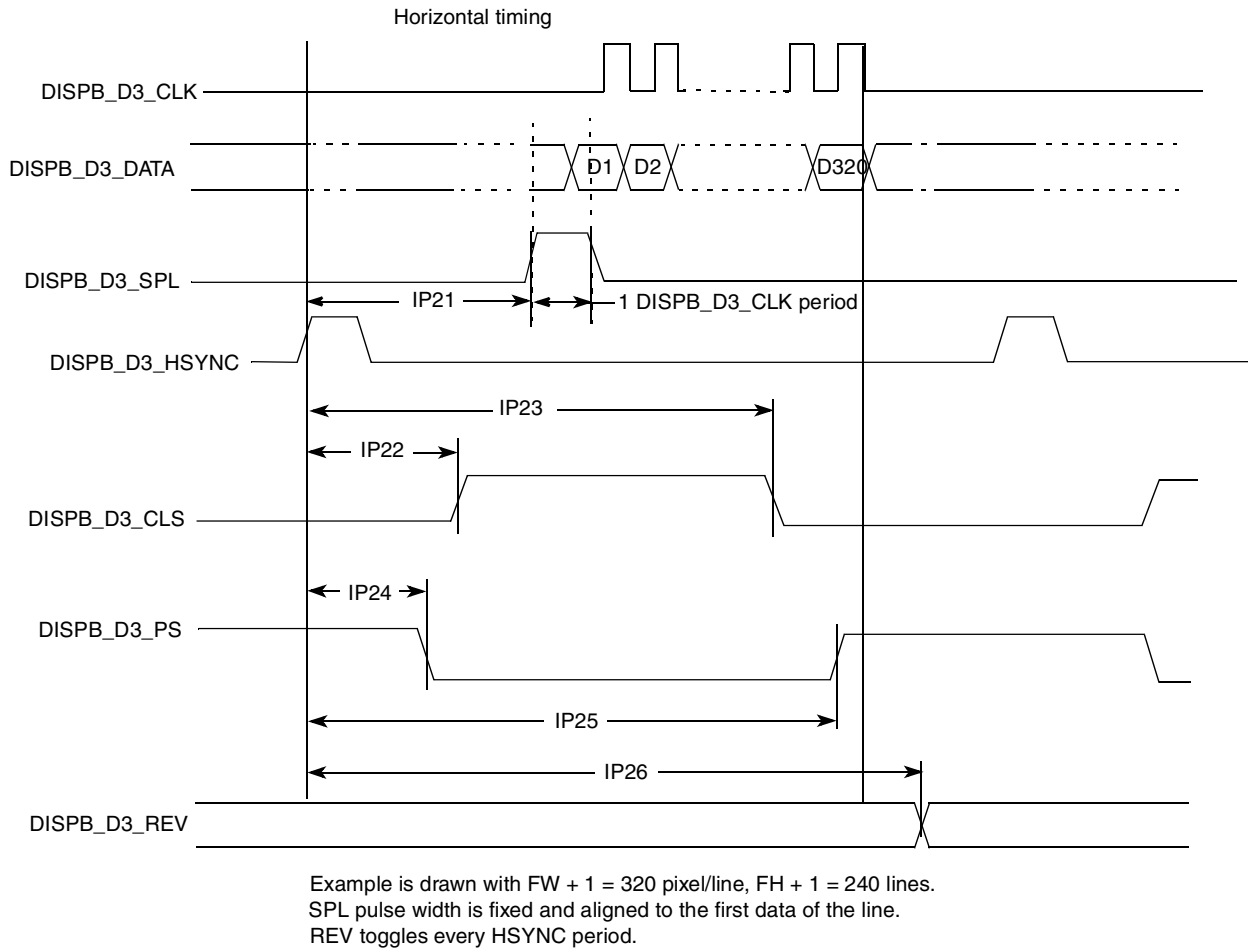 Horizontal timing
DISPB_D3_CLK
DISPB_D3_DATA
D1
D2
D320
DISPB_D3_SPL
IP21
1 DISPB_D3_CLK period
DISPB_D3_HSYNC
IP23
IP22
DISPB_D3_CLS
IP24
DISPB_D3_PS
IP25
IP26
DISPB_D3_REV
Example is drawn with FW + 1 = 320 pixel/line, FH + 1 = 240 lines.
SPL pulse width is fixed and aligned to the first data of the line.
REV toggles every HSYNC period.